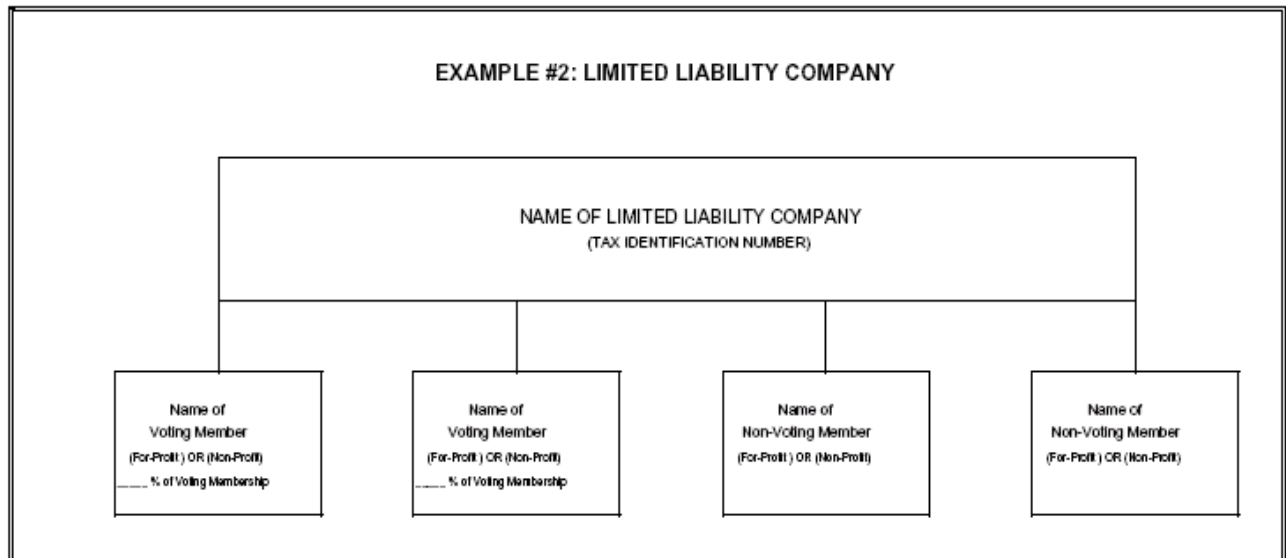 EXAMPLE #2: LIMITED LIABILITY COMPANY
NAME OF LIMITED LIABILITY COMPANY
(TAX IDENTIFICATION NUMBER)
Name of
Voting Member
(For-Profit ) OR (Non-Profit)
_____ % of Voting Membership
Name of
Voting Member
(For-Profit ) OR (Non-Profit)
_____ % of Voting Membership
Name of
Non-Voting Member
(For-Profit ) OR (Non-Profit)
Name of
Non-Voting Member
(For-Profit ) OR (Non-Profit)